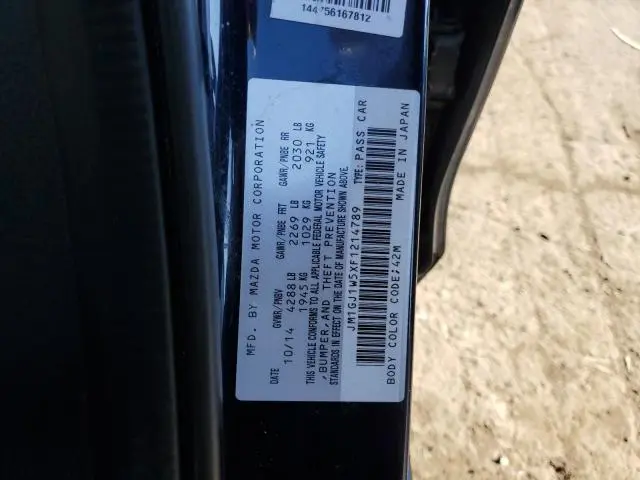 144756167812
MFD. BY MAZDA MOTOR CORPORATION
DATE GVWR/PNBV GAWR/PNBE FRT GAWR/PNBE RR
10/14 4288 LB 2269 LB 2030 LB
1945 KG 1029 KG 921 KG
THIS VEHICLE CONFORMS TO ALL APPLICABLE FEDERAL MOTOR VEHICLE SAFETY
,BUMPER,AND THEFT PREVENTION
STANDARDS IN EFFECT ON THE DATE OF MANUFACTURE SHOWN ABOVE.
JM1GJ1W5XF1214789 TYPE: PASS CAR
BODY COLOR CODE;42M MADE IN JAPAN